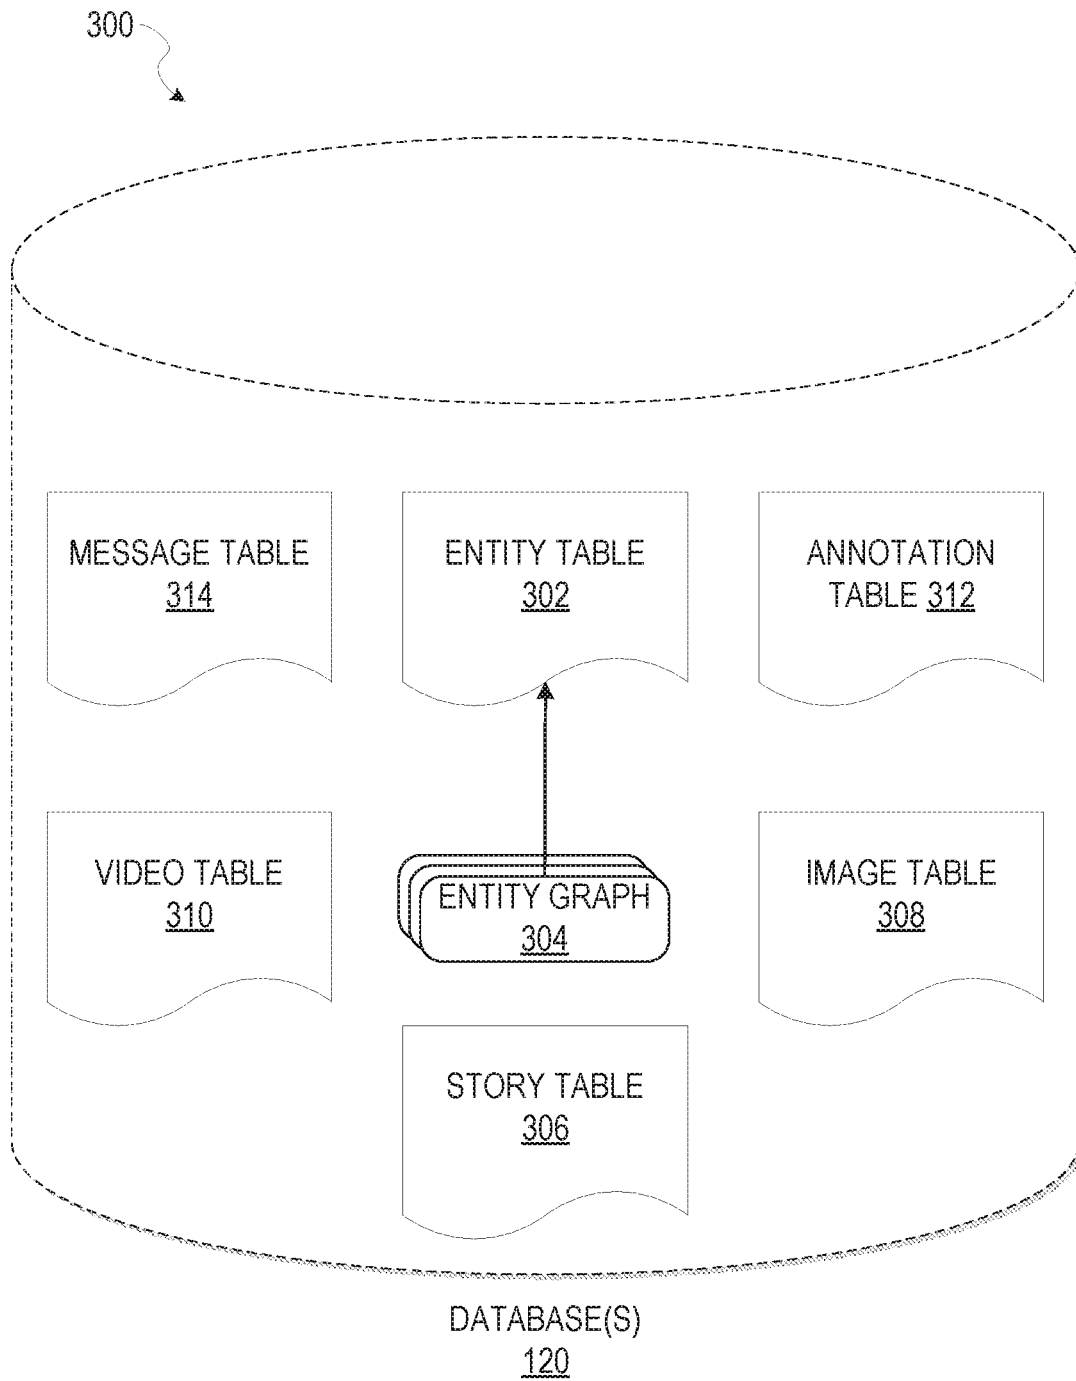 300
MESSAGE TABLE
314
ENTITY TABLE
302
ANNOTATION
TABLE 312
VIDEO TABLE
310
ENTITY GRAPH
304
IMAGE TABLE
308
STORY TABLE
306
DATABASE(S)
120